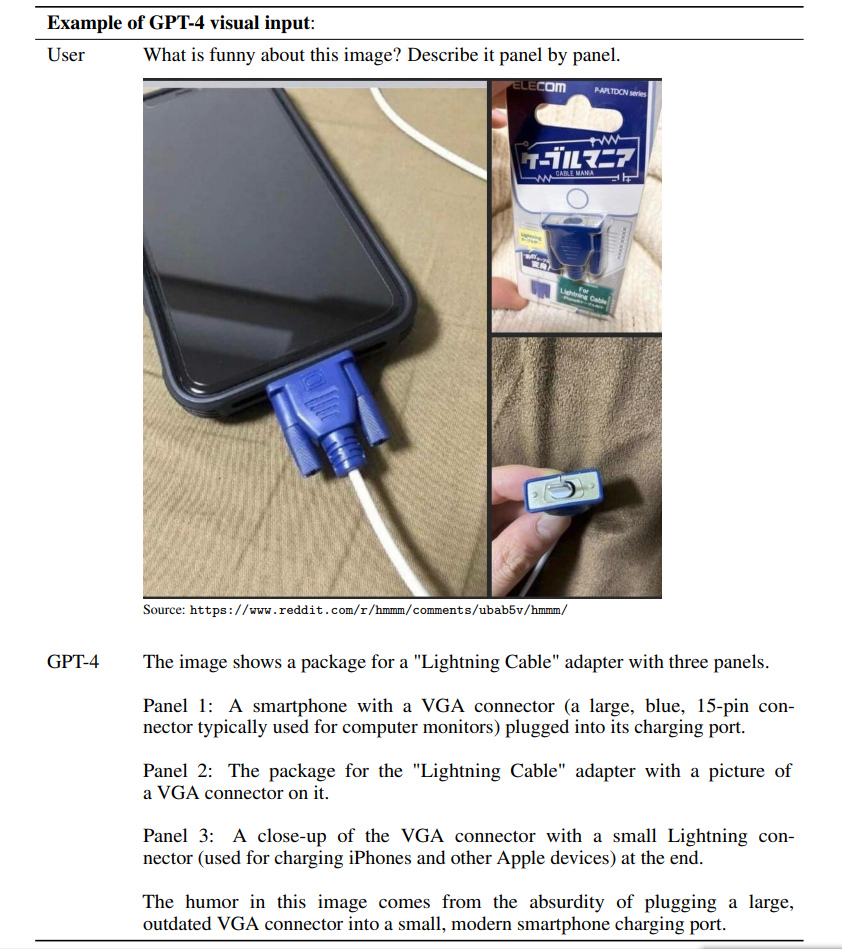 Example of GPT-4 visual input:
User What is funny about this image? Describe it panel by panel.
ELECOM P-APLTDCN series
ケーブルマニア
CABLE MANIA
Lightning
変身!
For
Lightning Cable
Source: https://www.reddit.com/r/hmmm/comments/ubab5v/hmmm/
GPT-4 The image shows a package for a "Lightning Cable" adapter with three panels.
Panel 1: A smartphone with a VGA connector (a large, blue, 15-pin con-
nector typically used for computer monitors) plugged into its charging port.
Panel 2: The package for the "Lightning Cable" adapter with a picture of
a VGA connector on it.
Panel 3: A close-up of the VGA connector with a small Lightning con-
nector (used for charging iPhones and other Apple devices) at the end.
The humor in this image comes from the absurdity of plugging a large,
outdated VGA connector into a small, modern smartphone charging port.